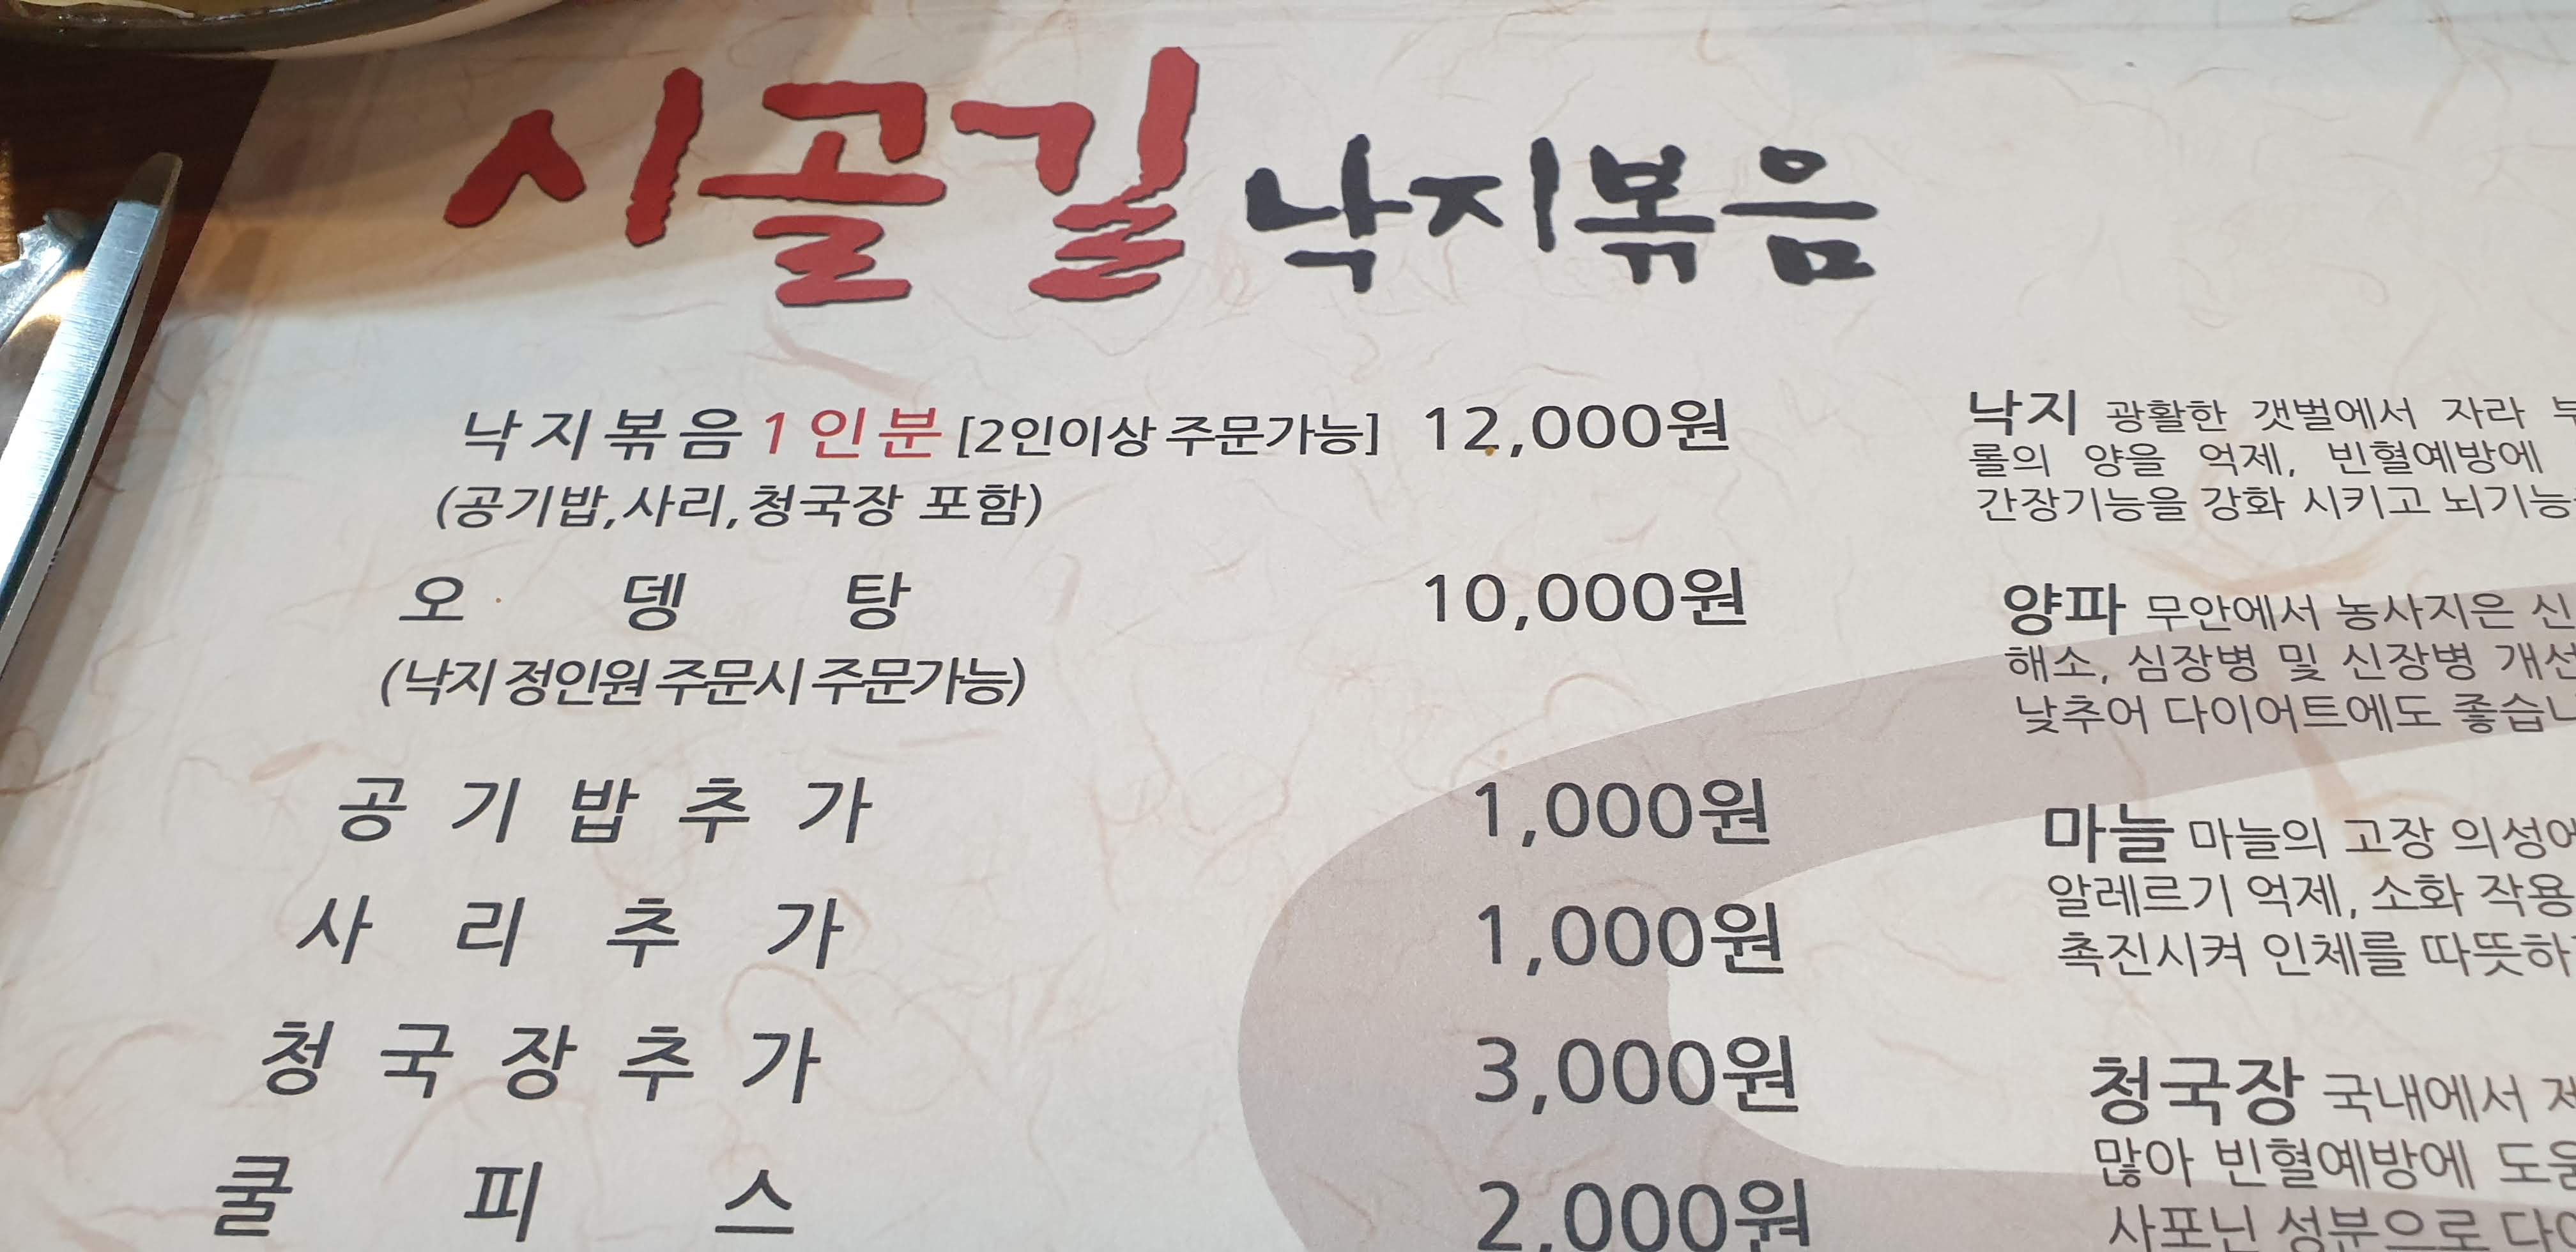 시골길 낙지볶음
낙지볶음 1인분 [2인이상 주문가능] 12,000원
(공기밥,사리,청국장 포함)
오뎅탕 10,000원
(낙지 정인원 주문시 주문가능)
공기밥추가 1,000원
사리추가 1,000원
청국장추가 3,000원
쿨피스 2,000원
낙지 광활한 갯벌에서 자라
롤의 양을 억제, 빈혈예방에
간장기능을 강화 시키고 뇌기능
양파 무안에서 농사지은 신
해소, 심장병 및 신장병 개선
낮추어 다이어트에도 좋습니
마늘 마늘의 고장 의성에
알레르기 억제, 소화 작용
촉진시켜 인체를 따뜻하
청국장 국내에서
많아 빈혈예방에 도움
사포닌 성분으로